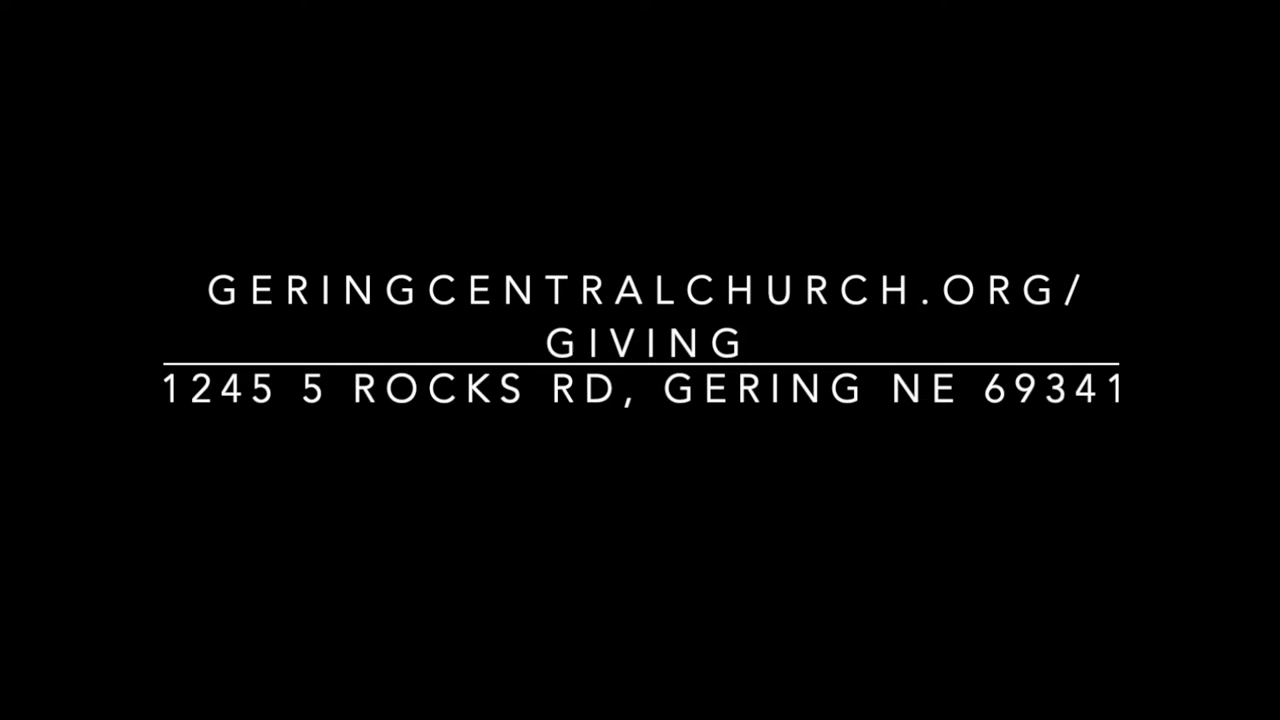 GERINGCENTRALCHURCH.ORG/
GIVING
1245 5 ROCKS RD, GERING NE 69341